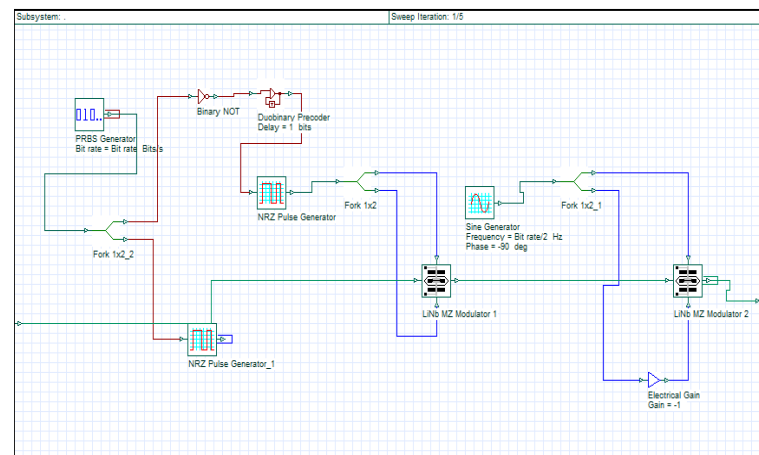 Subsystem: .
Sweep Iteration: 1/5
010..
PRBS Generator
Bit rate = Bit rate Bits/s
Binary NOT
Duobinary Precoder
Delay = 1 bits
NRZ Pulse Generator
Fork 1x2
Sine Generator
Frequency = Bit rate/2 Hz
Phase = -90 deg
Fork 1x2_1
Fork 1x2_2
LiNb MZ Modulator 1
LiNb MZ Modulator 2
NRZ Pulse Generator_1
Electrical Gain
Gain = -1